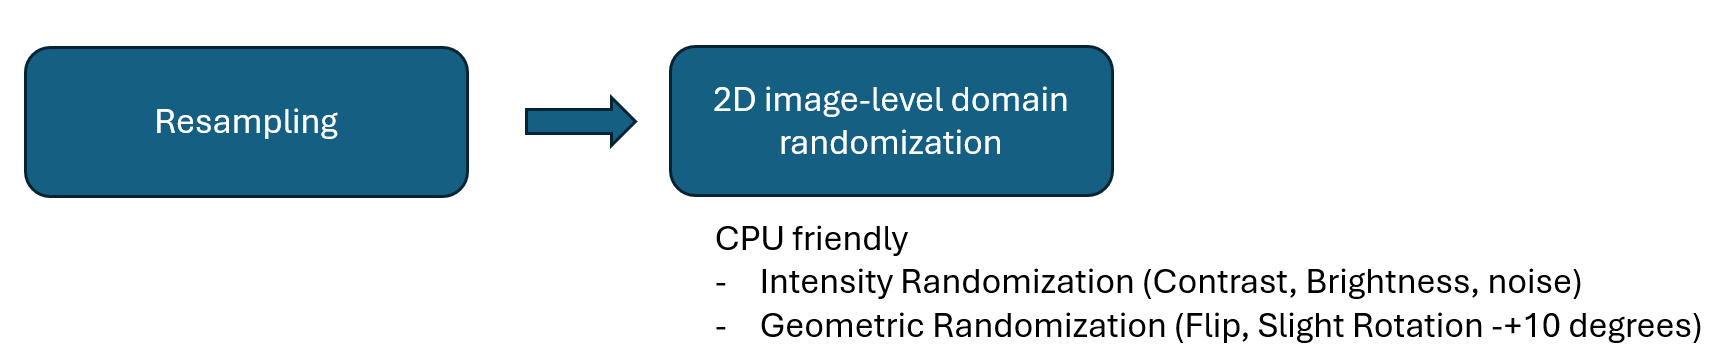 Resampling
2D image-level domain
randomization
CPU friendly
- Intensity Randomization (Contrast, Brightness, noise)
- Geometric Randomization (Flip, Slight Rotation -+10 degrees)